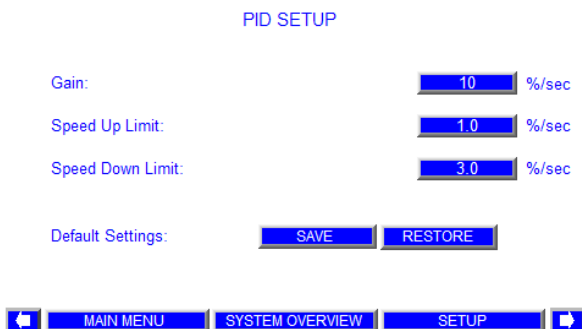 PID SETUP
Gain: 10 %/sec
Speed Up Limit: 1.0 %/sec
Speed Down Limit: 3.0 %/sec
Default Settings: SAVE RESTORE
MAIN MENU SYSTEM OVERVIEW SETUP